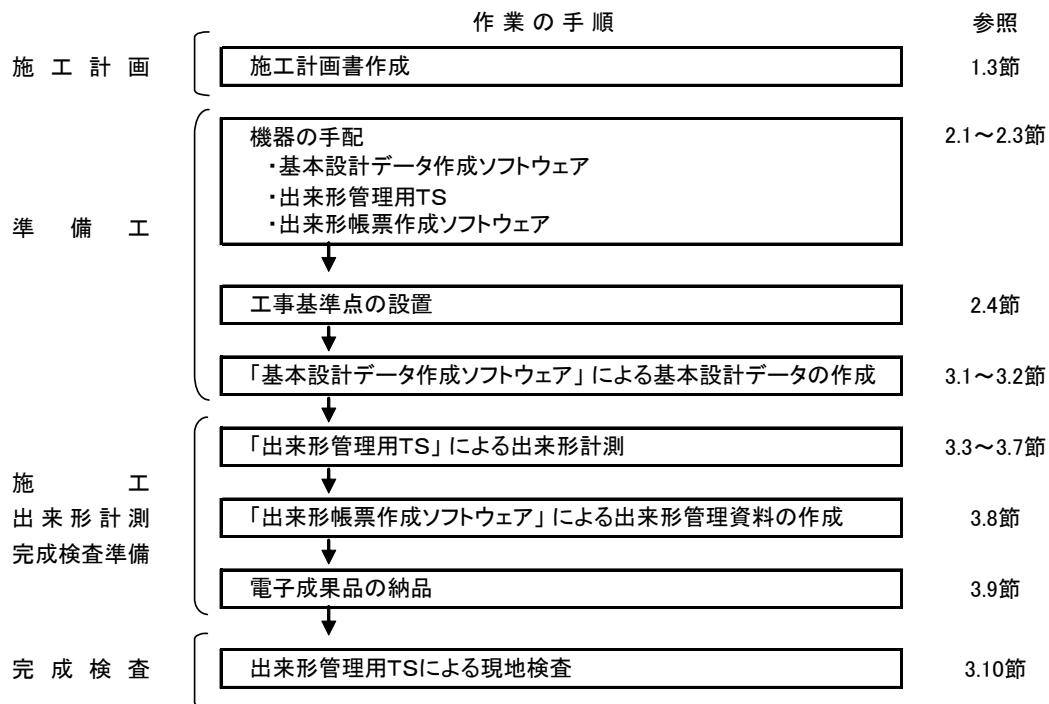 作 業 の 手 順 参照
施 工 計 画 施工計画書作成 1.3節
機器の手配 2.1～2.3節
・基本設計データ作成ソフトウェア
・出来形管理用TS
準 備 工 ・出来形帳票作成ソフトウェア
工事基準点の設置 2.4節
「基本設計データ作成ソフトウェア」による基本設計データの作成 3.1～3.2節
「出来形管理用TS」による出来形計測 3.3～3.7節
施 工
出 来 形 計 測 「出来形帳票作成ソフトウェア」による出来形管理資料の作成 3.8節
完成検査準備
電子成果品の納品 3.9節
完 成 検 査 出来形管理用TSによる現地検査 3.10節